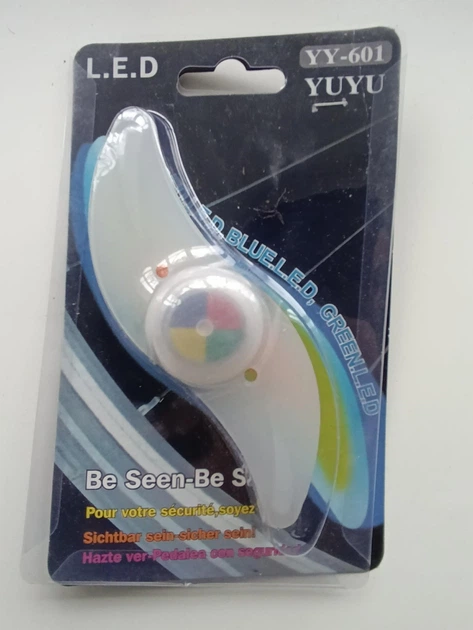 L.E.D
YY-601
YUYU
BLUE.L.E.D, GREEN.L.E.D
Be Seen-Be S
Pour votre sécurité,soyez
Sichtbar sein-sicher sein!
Hazte ver-Pedalea con